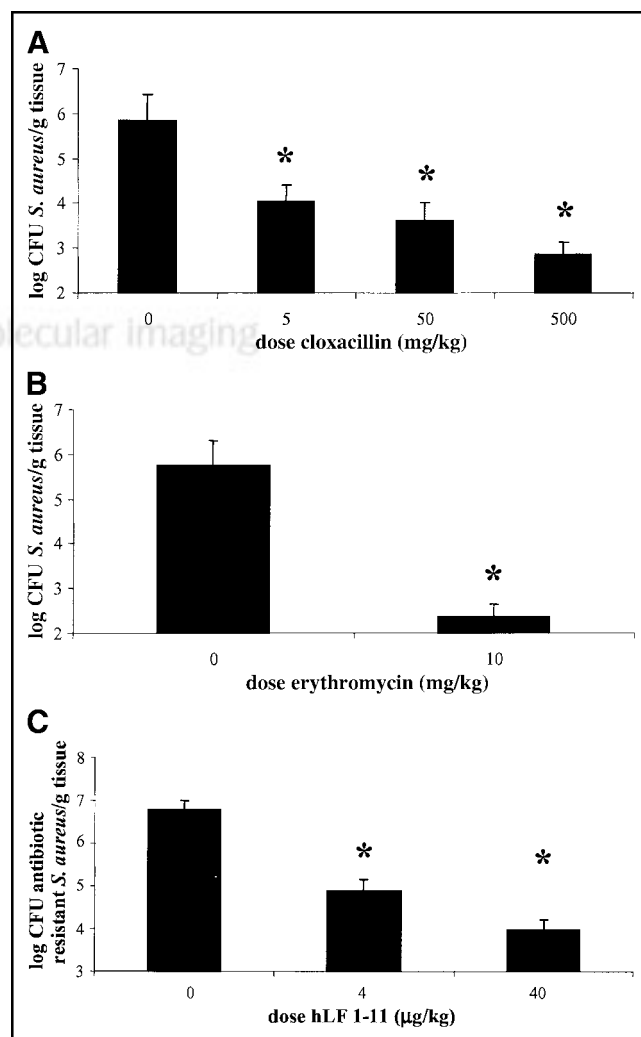 A
log CFU S. aureus/g tissue
7
6
5
4
3
2
*
*
*
0 5 50 500
dose cloxacillin (mg/kg)
olecular imaging
B
log CFU S. aureus/g tissue
7
6
5
4
3
2
*
0 10
dose erythromycin (mg/kg)
C
log CFU antibiotic
resistant S. aureus/g tissue
8
7
6
5
4
3
*
*
0 4 40
dose hLF 1-11 (μg/kg)